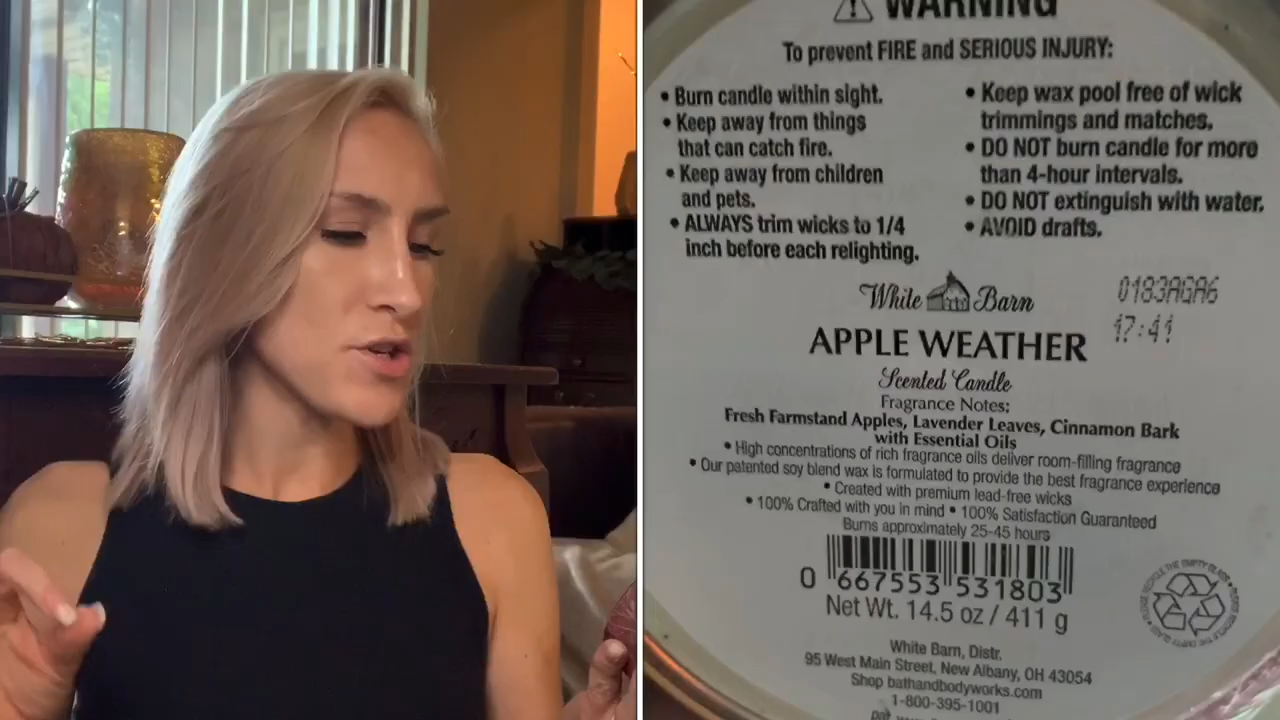 WARNING
To prevent FIRE and SERIOUS INJURY:
• Burn candle within sight.
• Keep away from things
that can catch fire.
• Keep away from children
and pets.
• ALWAYS trim wicks to 1/4
inch before each relighting.
• Keep wax pool free of wick
trimmings and matches.
• DO NOT burn candle for more
than 4-hour intervals.
• DO NOT extinguish with water.
• AVOID drafts.
White Barn
0183AGA6
17:41
APPLE WEATHER
Scented Candle
Fragrance Notes:
Fresh Farmstand Apples, Lavender Leaves, Cinnamon Bark
with Essential Oils
• High concentrations of rich fragrance oils deliver room-filling fragrance
• Our patented soy blend wax is formulated to provide the best fragrance experience
• Created with premium lead-free wicks
• 100% Crafted with you in mind • 100% Satisfaction Guaranteed
Burns approximately 25-45 hours
0 667553 531803
Net Wt. 14.5 oz / 411 g
White Barn, Distr.
95 West Main Street, New Albany, OH 43054
Shop bathandbodyworks.com
1-800-395-1001